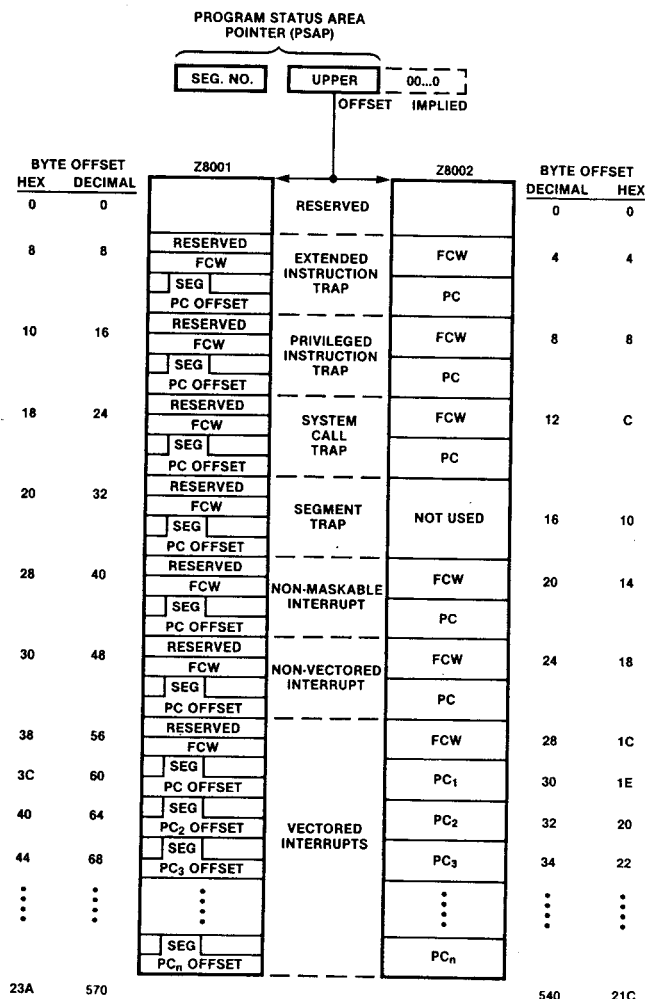 PROGRAM STATUS AREA
POINTER (PSAP)
SEG. NO. UPPER 00...0
OFFSET IMPLIED
BYTE OFFSET Z8001 Z8002 BYTE OFFSET
HEX DECIMAL DECIMAL HEX
0 0 RESERVED 0 0
8 8 RESERVED
FCW
SEG
PC OFFSET
EXTENDED
INSTRUCTION
TRAP
FCW 4 4
PC
10 16 RESERVED
FCW
SEG
PC OFFSET
PRIVILEGED
INSTRUCTION
TRAP
FCW 8 8
PC
18 24 RESERVED
FCW
SEG
PC OFFSET
SYSTEM
CALL
TRAP
FCW 12 C
PC
20 32 RESERVED
FCW
SEG
PC OFFSET
SEGMENT
TRAP
NOT USED 16 10
28 40 RESERVED
FCW
SEG
PC OFFSET
NON-MASKABLE
INTERRUPT
FCW 20 14
PC
30 48 RESERVED
FCW
SEG
PC OFFSET
NON-VECTORED
INTERRUPT
FCW 24 18
PC
38 56 RESERVED
FCW
FCW 28 1C
3C 60 SEG
PC OFFSET
PC1 30 1E
40 64 SEG
PC2 OFFSET
VECTORED
INTERRUPTS
PC2 32 20
44 68 SEG
PC3 OFFSET
PC3 34 22
SEG
PCn OFFSET
PCn
23A 570 540 21C